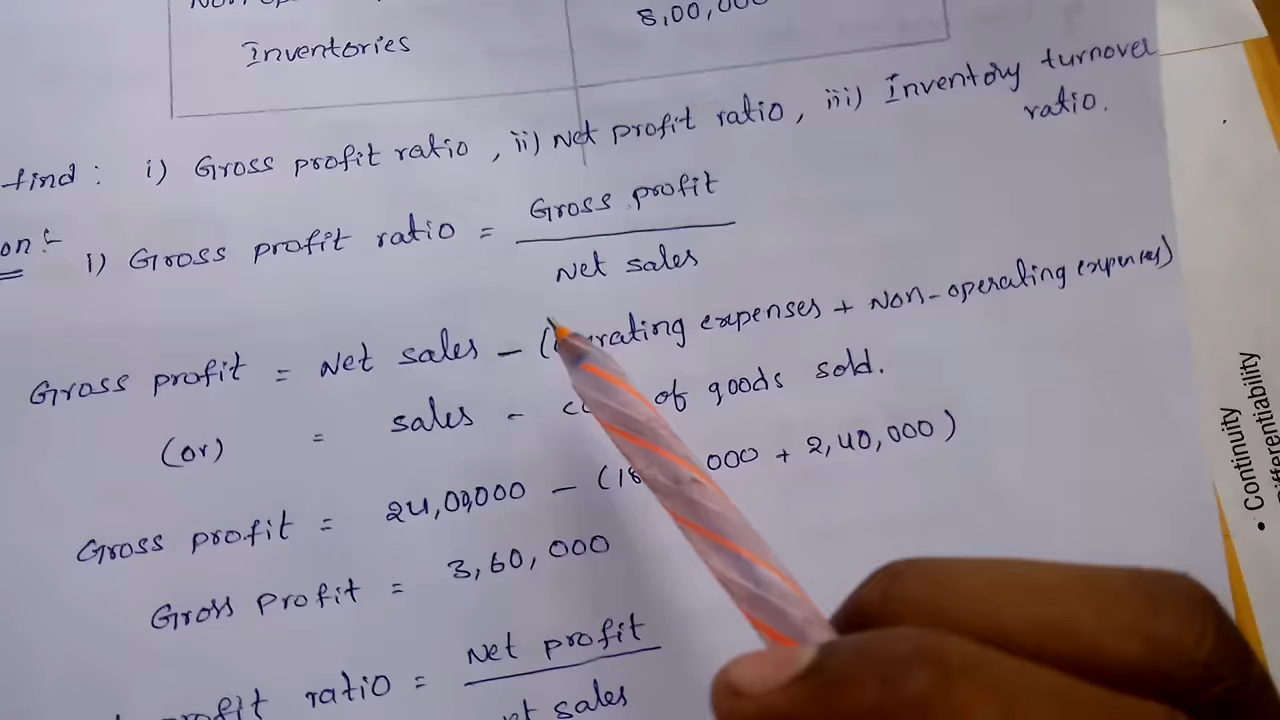 Inventories
8,00,000
find : i) Gross profit ratio , ii) Net profit ratio , iii) Inventory turnover ratio.
on :-
i) Gross profit ratio = Gross profit
Net sales
Gross profit = Net sales - ( expenses + Non-operating expenses)
(or) = sales - of goods sold.
Gross profit = 24,00,000 - (18 000 + 2,40,000)
Gross profit = 3,60,000
ratio = Net profit
sales
• Continuity